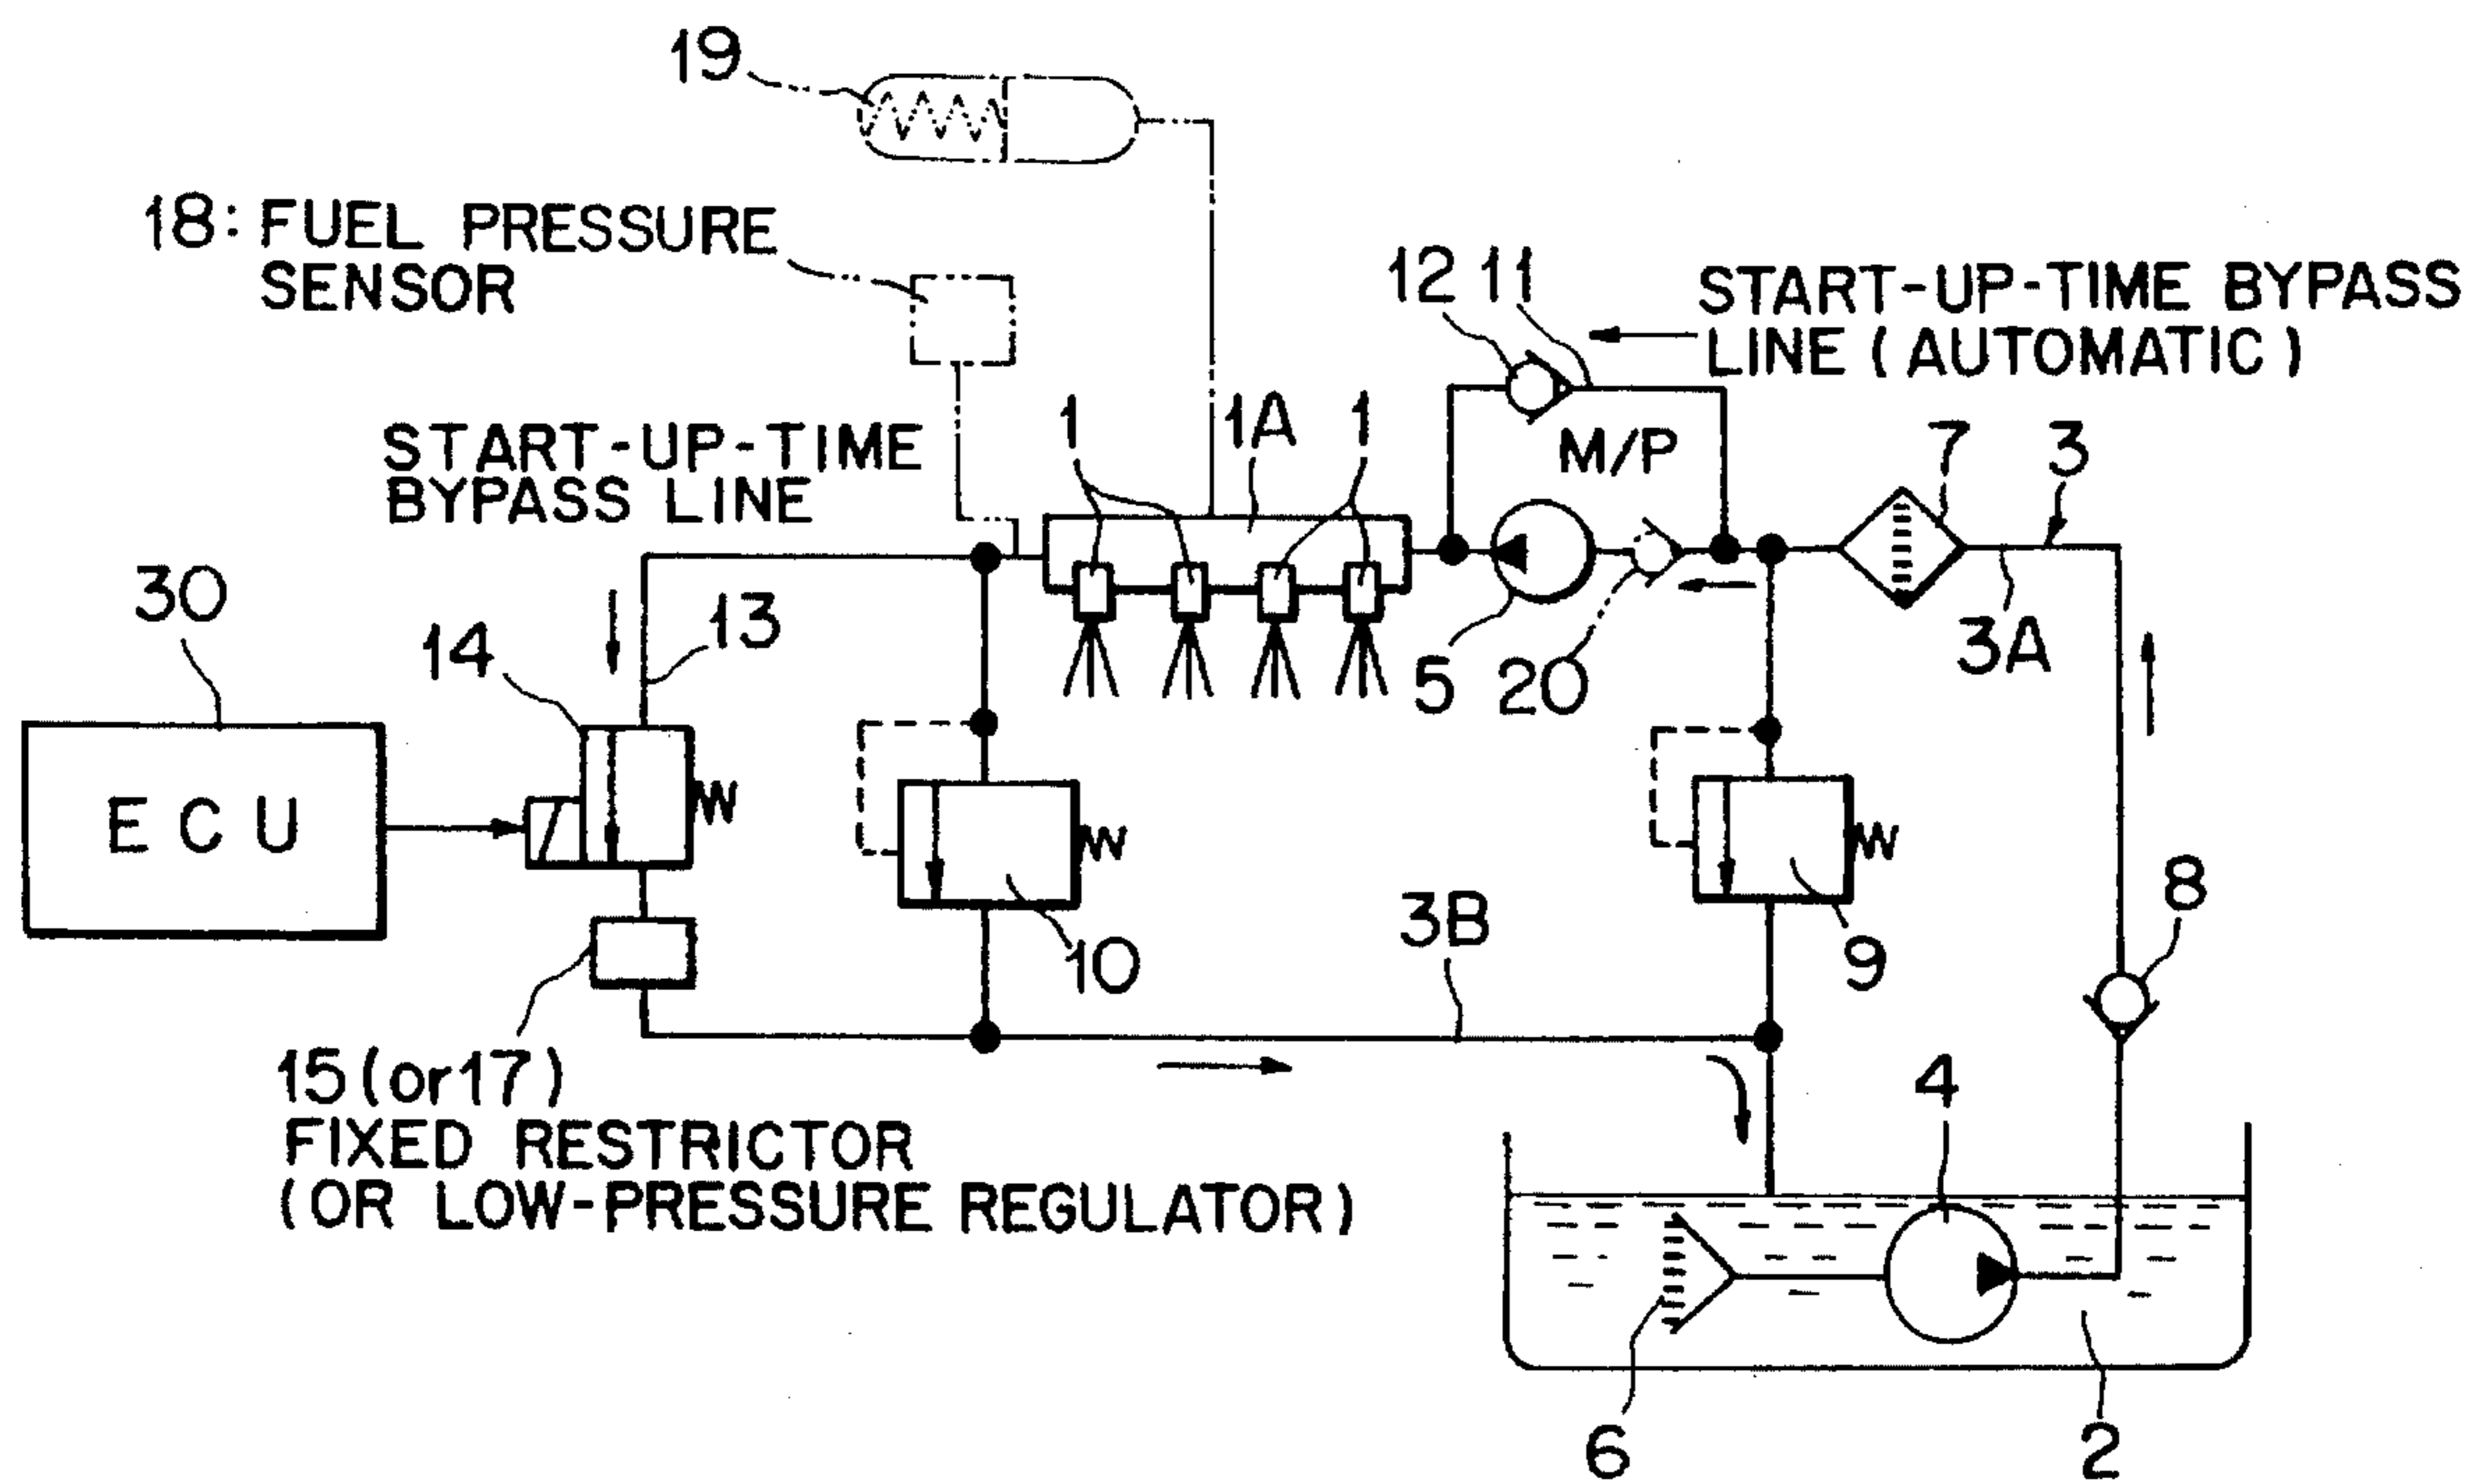 19
18: FUEL PRESSURE
SENSOR
12 11
START-UP-TIME BYPASS
LINE (AUTOMATIC)
START-UP-TIME
BYPASS LINE
1 1A 1
M/P
7 3
30
14
13
5 20
3A
ECU
10
3B
9
8
15 (or 17)
FIXED RESTRICTOR
(OR LOW-PRESSURE REGULATOR)
4
6
2